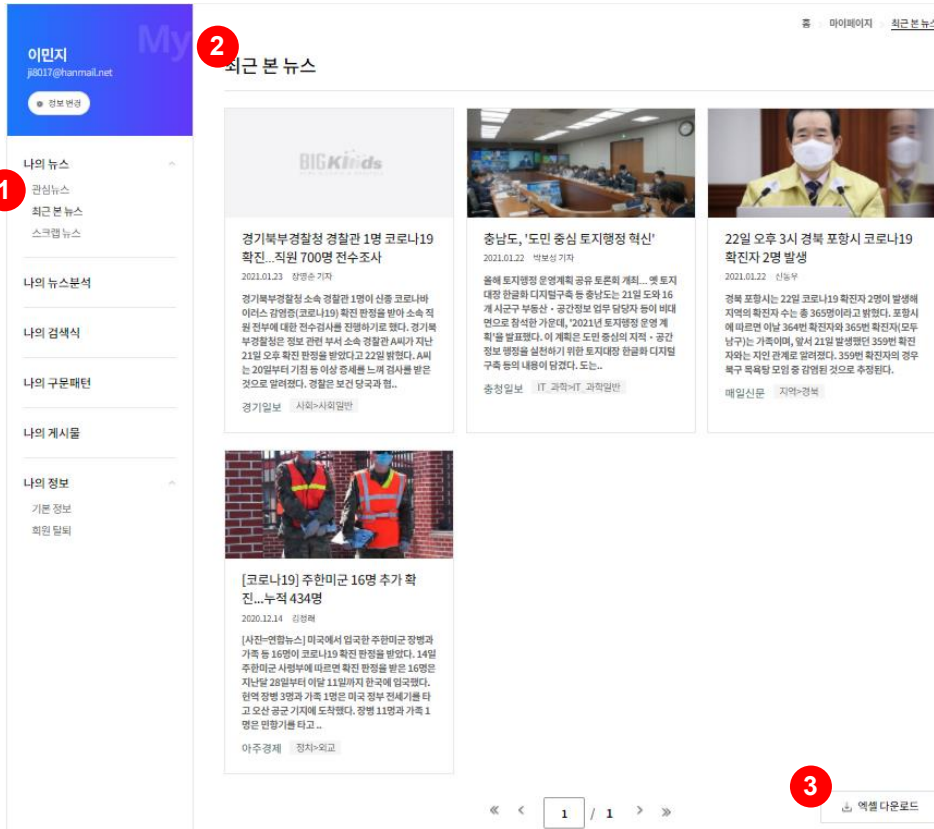 홈 마이페이지 최근 본 뉴스
My
이민지
ji8017@hanmail.net
정보 변경
1
나의 뉴스
관심뉴스
최근 본 뉴스
스크랩 뉴스
나의 뉴스분석
나의 검색식
나의 구문패턴
나의 게시물
나의 정보
기본 정보
회원 탈퇴
2
최근 본 뉴스
BIGKinds
경기북부경찰청 경찰관 1명 코로나19
확진...직원 700명 전수조사
2021.01.23 장영준 기자
경기북부경찰청 소속 경찰관 1명이 신종 코로나바
이러스 감염증(코로나19) 확진 판정을 받아 소속 직
원 전부에 대한 전수검사를 진행하기로 했다. 경기북
부경찰청은 정보 관련 부서 소속 경찰관 A씨가 지난
21일 오후 확진 판정을 받았다고 22일 밝혔다. A씨
는 20일부터 기침 등 이상 증세를 느껴 검사를 받은
것으로 알려졌다. 경찰은 보건 당국과 협..
경기일보 사회>사회일반
충남도, '도민 중심 토지행정 혁신'
2021.01.22 박보성 기자
올해 토지행정 운영계획 공유 토론회 개최... 옛 토지
대장 한글화 디지털구축 등 충남도는 21일 도와 16
개 시군구 부동산・공간정보 업무 담당자 등이 비대
면으로 참석한 가운데, '2021년 토지행정 운영 계
획'을 발표했다. 이 계획은 도민 중심의 지적・공간
정보 행정을 실천하기 위한 토지대장 한글화 디지털
구축 등의 내용이 담겼다. 도는..
충청일보 IT_과학>IT_과학일반
22일 오후 3시 경북 포항시 코로나19
확진자 2명 발생
2021.01.22 신동우
경북 포항시는 22일 코로나19 확진자 2명이 발생해
지역의 확진자 수는 총 365명이라고 밝혔다. 포항시
에 따르면 이날 364번 확진자와 365번 확진자(모두
남구)는 가족이며, 앞서 21일 발생했던 359번 확진
자와는 지인 관계로 알려졌다. 359번 확진자의 경우
북구 목욕탕 모임 중 감염된 것으로 추정된다.
매일신문 지역>경북
[코로나19] 주한미군 16명 추가 확
진...누적 434명
2020.12.14 김정래
[사진=연합뉴스] 미국에서 입국한 주한미군 장병과
가족 등 16명이 코로나19 확진 판정을 받았다. 14일
주한미군 사령부에 따르면 확진 판정을 받은 16명은
지난달 28일부터 이달 11일까지 한국에 입국했다.
현역 장병 3명과 가족 1명은 미국 정부 전세기를 타
고 오산 공군 기지에 도착했다. 장병 11명과 가족 1
명은 민항기를 타고 ..
아주경제 정치>외교
1 / 1
3
엑셀 다운로드